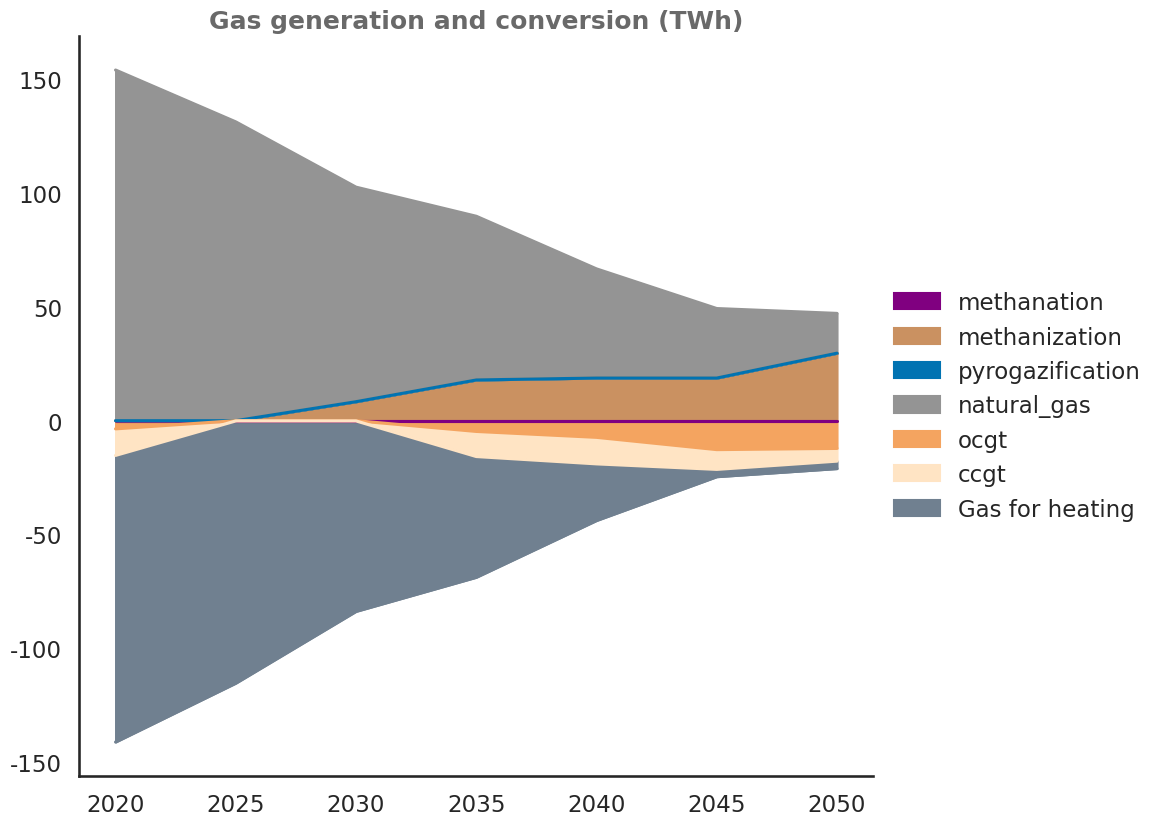 Gas generation and conversion (TWh)
150
100
50
0
-50
-100
-150
2020 2025 2030 2035 2040 2045 2050
methanation
methanization
pyrogazification
natural_gas
ocgt
ccgt
Gas for heating